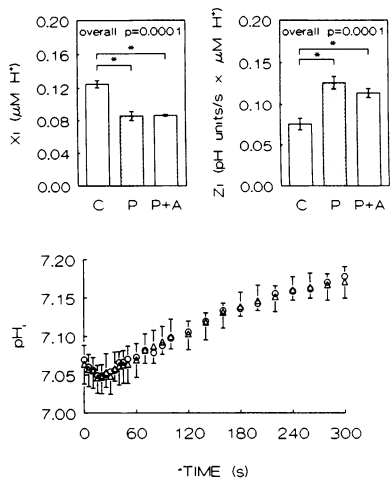 overall p=0.0001
*
*
Xi (μM H⁺)
0.20
0.16
0.12
0.08
0.04
0.00
C P P+A
overall p=0.0001
*
*
Zi (pH units/s × μM H⁺)
0.20
0.15
0.10
0.05
0.00
C P P+A
pHi
7.20
7.15
7.10
7.05
7.00
0 60 120 180 240 300
*TIME (s)